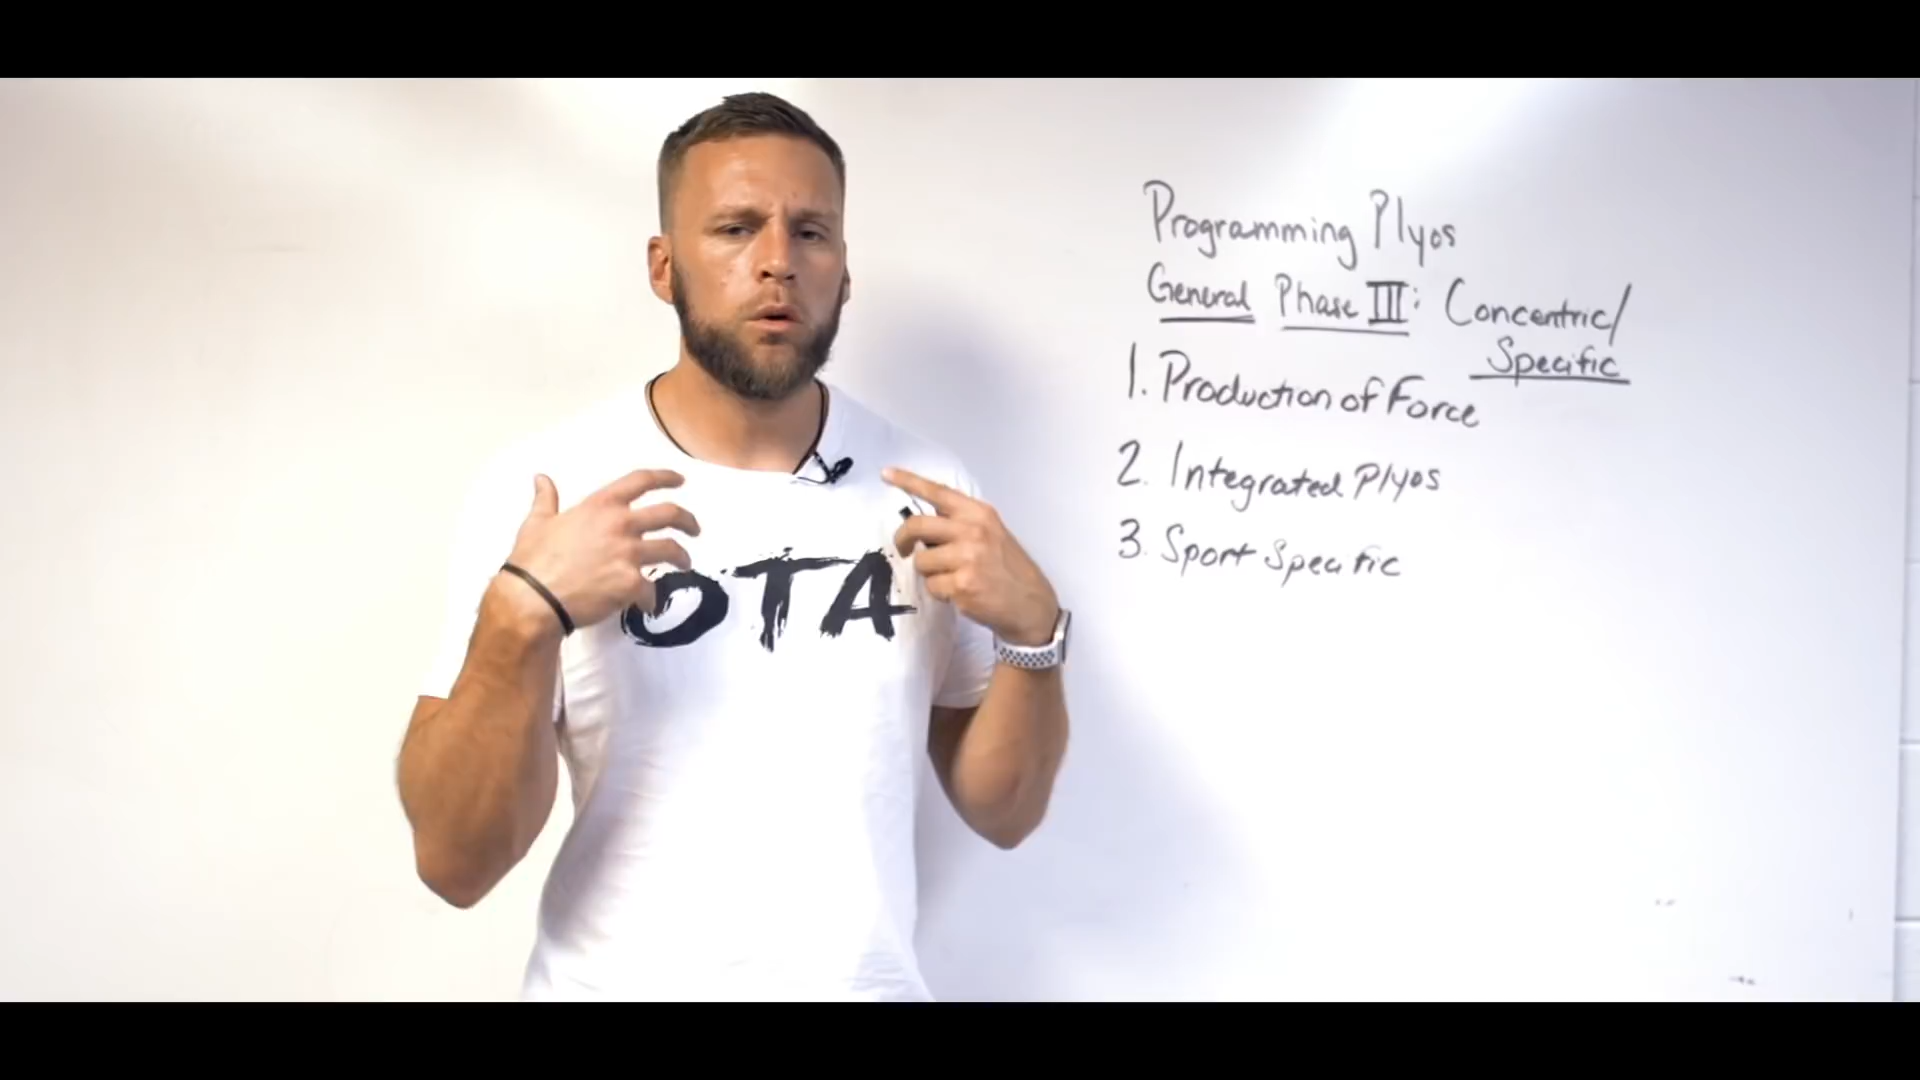 Programming Plyos
General Phase III: Concentric/
Specific
1. Production of Force
2. Integrated Plyos
3. Sport Specific
OTA